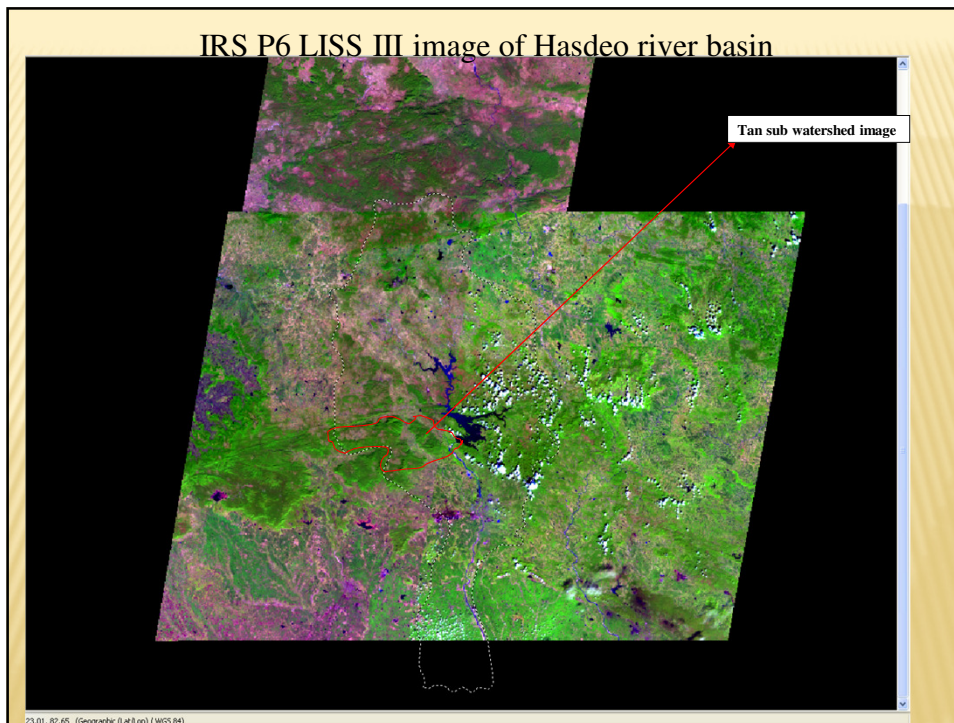 IRS P6 LISS III image of Hasdeo river basin
Tan sub watershed image
23.01, 82.65 (Geographic (Lat/Lon) ( WGS 84)